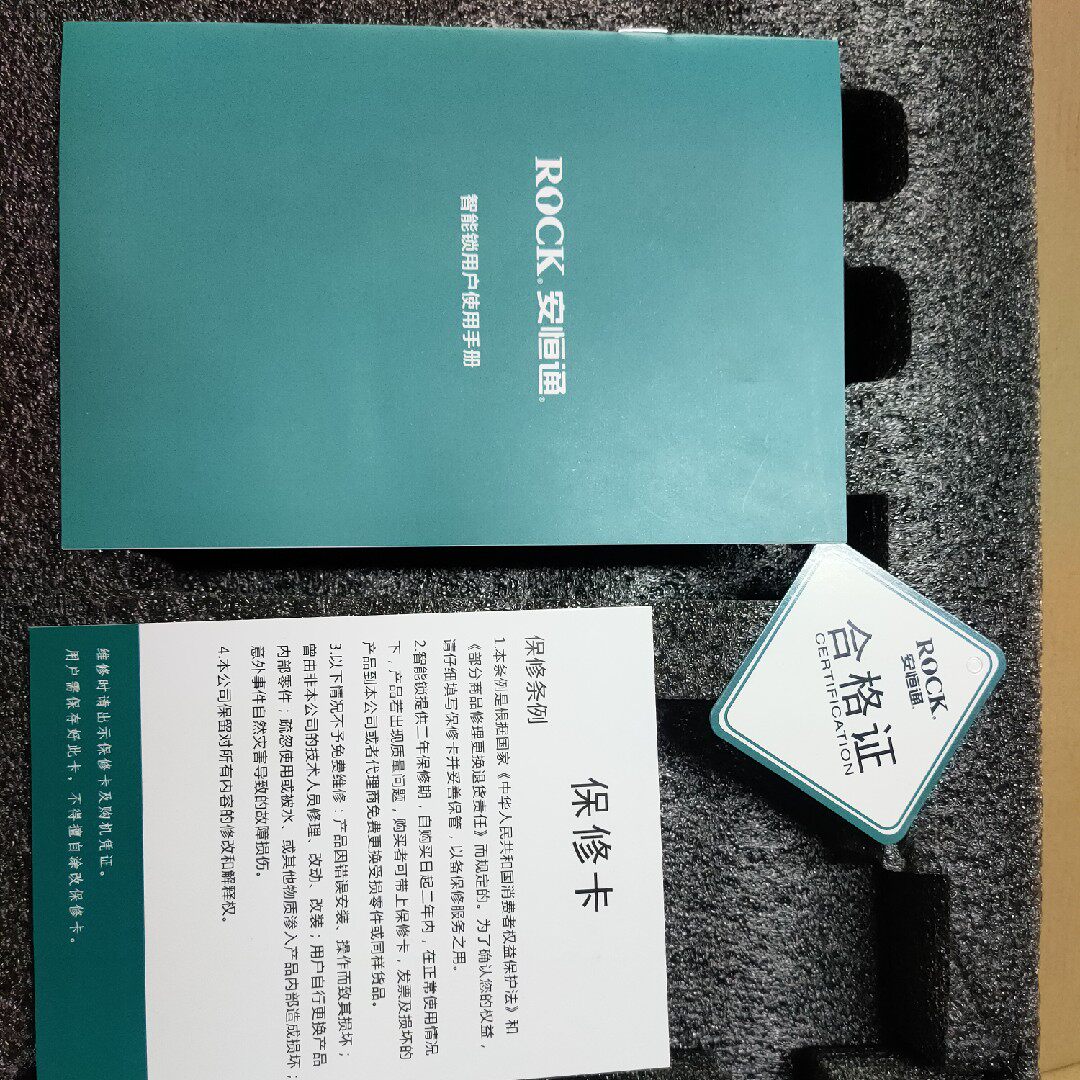 ROCK® 安恒通®
智能锁用户使用手册
ROCK®
安恒通
合格证
CERTIFICATION
保修卡
保修条例
1.本条例是根据国家《中华人民共和国消费者权益保护法》和
《部分商品修理更换退货责任》而规定的。为了确认您的权益，
请仔细填写保修卡并妥善保管，以备保修服务之用。
2.智能锁提供二年保修期，自购买日起二年内，在正常使用情况
下，产品若出现质量问题，购买者可带上保修卡，发票及损坏的
产品到本公司或者代理商免费更换受损零件或同样货品。
3.以下情况不予免费维修：产品因错误安装、操作而致其损坏；
曾由非本公司的技术人员修理、改动、改装；用户自行更换产品
内部零件；疏忽使用或被水、或其他物质渗入产品内部造成损坏；
意外事件自然灾害导致的故障损伤。
4.本公司保留对所有内容的修改和解释权。
维修时请出示保修卡及购机凭证。
用户需保存好此卡，不得擅自涂改保修卡。